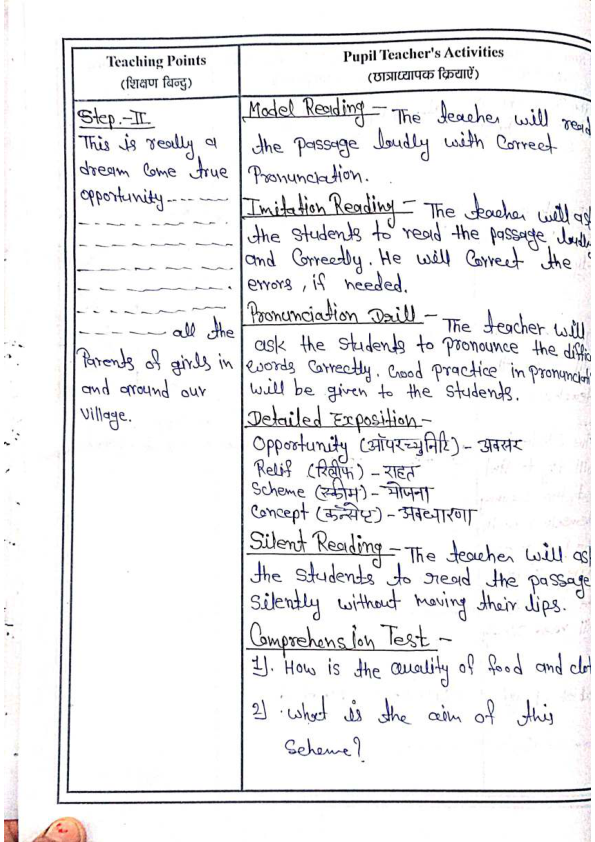 Teaching Points
(शिक्षण बिन्दु)
Step.-II
This is really a
dream Come true
opportunity
all the
Parents of girls in
and around our
Village.
Pupil Teacher's Activities
(छात्राध्यापक क्रियाएँ)
Model Reading - The teacher will read
the passage loudly with Correct
Pronunciation.
Imitation Reading - The teacher will
the students to read the passage
and Correctly. He will Correct the
errors, if needed.
Pronunciation Drill - The teacher will
ask the students to pronounce the
words Correctly. Good practice in
will be given to the students.
Detailed Exposition -
Opportunity (ऑपरच्युनिटि) - अवसर
Relif (रिलीफ) - राहत
Scheme (स्कीम) - योजना
Concept (कन्सेप्ट) - अवधारणा
Silent Reading - The teacher will
the students to read the passage
Silently without moving their lips.
Comprehension Test -
1). How is the Quality of food and
2) What is the aim of this
Scheme?